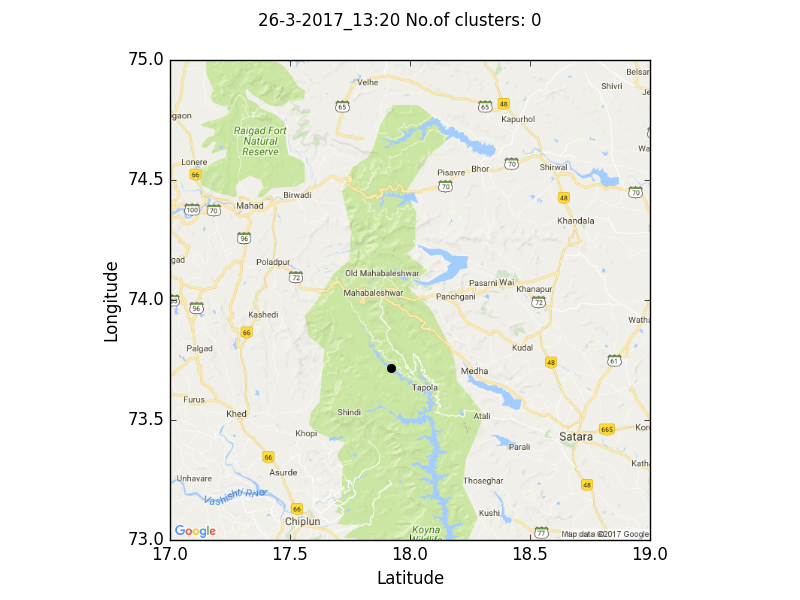 26-3-2017_13:20 No.of clusters: 0
75.0
74.5
74.0
73.5
73.0
Longitude
17.0
17.5
18.0
18.5
19.0
Latitude
Velhe
65
65
48
Kapurhol
Shivri
Belsar
gaon
Raigad Fort
Natural
Reserve
Lonere
66
Pisavre
Bhor
70
70
Shirwal
70
Birwadi
Mahad
100
70
96
48
Khandala
gad
Poladpur
72
Old Mahabaleshwar
Mahabaleshwar
Panchgani
Pasarni
Wai
Khanapur
72
96
Kashedi
66
Palgad
Kudal
48
61
Medha
Tapola
Furus
Khed
Shindi
Khopi
Atali
Satara
665
Parali
66
Asurde
Unhavare
Vashishti River
66
Chiplun
Thoseghar
Kushi
48
77
Koyna
Google
Map data ©2017 Google